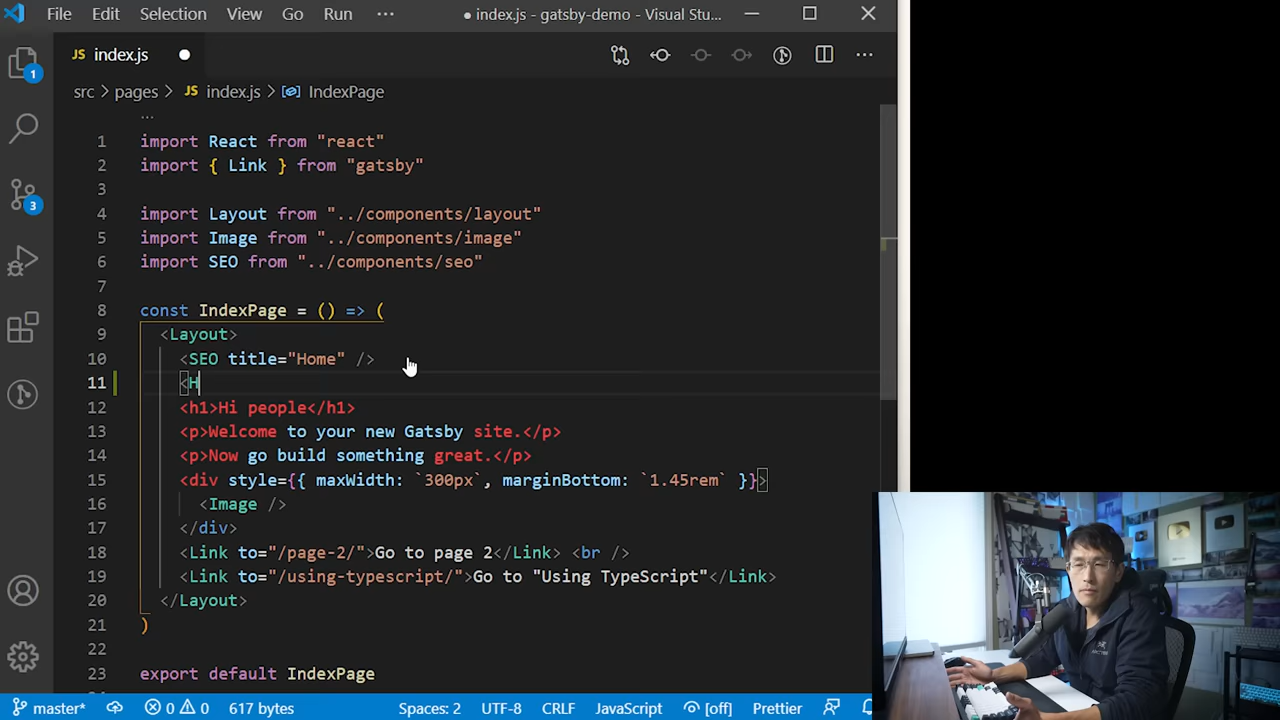 File Edit Selection View Go Run ··· ● index.js - gatsby-demo - Visual Stu...
JS index.js ●
src > pages > JS index.js > IndexPage
...
1 import React from "react"
2 import { Link } from "gatsby"
3
4 import Layout from "../components/layout"
5 import Image from "../components/image"
6 import SEO from "../components/seo"
7
8 const IndexPage = () => (
9 <Layout>
10 <SEO title="Home" />
11 <H
12 <h1>Hi people</h1>
13 <p>Welcome to your new Gatsby site.</p>
14 <p>Now go build something great.</p>
15 <div style={{ maxWidth: `300px`, marginBottom: `1.45rem` }}>
16 <Image />
17 </div>
18 <Link to="/page-2/">Go to page 2</Link> <br />
19 <Link to="/using-typescript/">Go to "Using TypeScript"</Link>
20 </Layout>
21 )
22
23 export default IndexPage
1
3
master* 0 0 617 bytes Spaces: 2 UTF-8 CRLF JavaScript [off] Prettier